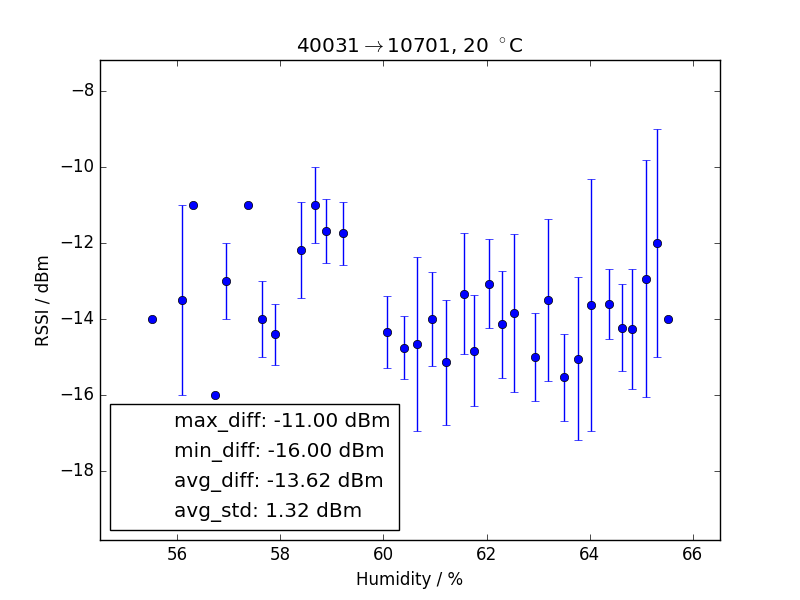 40031→10701, 20 °C
−8
−10
−12
−14
−16
−18
RSSI / dBm
max_diff: -11.00 dBm
min_diff: -16.00 dBm
avg_diff: -13.62 dBm
avg_std: 1.32 dBm
56 58 60 62 64 66
Humidity / %